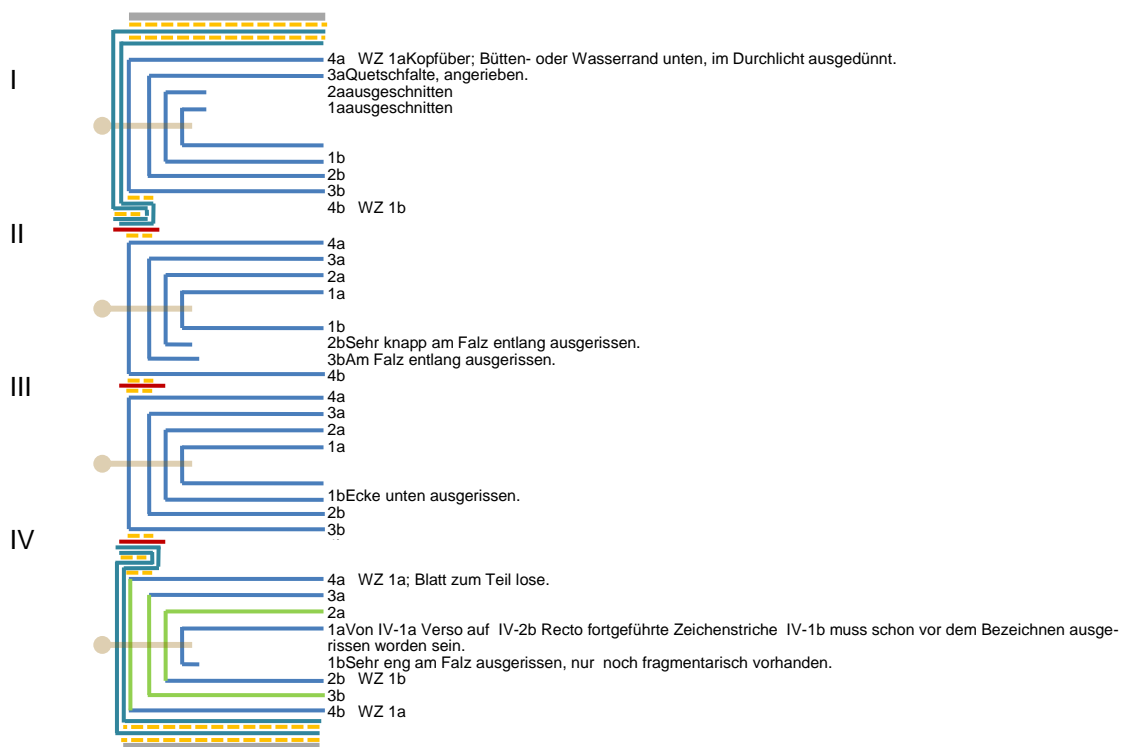 I
4a WZ 1aKopfüber; Bütten- oder Wasserrand unten, im Durchlicht ausgedünnt.
3aQuetschfalte, angerieben.
2aausgeschnitten
1aausgeschnitten
1b
2b
3b
4b WZ 1b
II
4a
3a
2a
1a
1b
2bSehr knapp am Falz entlang ausgerissen.
3bAm Falz entlang ausgerissen.
4b
III
4a
3a
2a
1a
1bEcke unten ausgerissen.
2b
3b
IV
4a WZ 1a; Blatt zum Teil lose.
3a
2a
1aVon IV-1a Verso auf IV-2b Recto fortgeführte Zeichenstriche IV-1b muss schon vor dem Bezeichnen ausge-
rissen worden sein.
1bSehr eng am Falz ausgerissen, nur noch fragmentarisch vorhanden.
2b WZ 1b
3b
4b WZ 1a